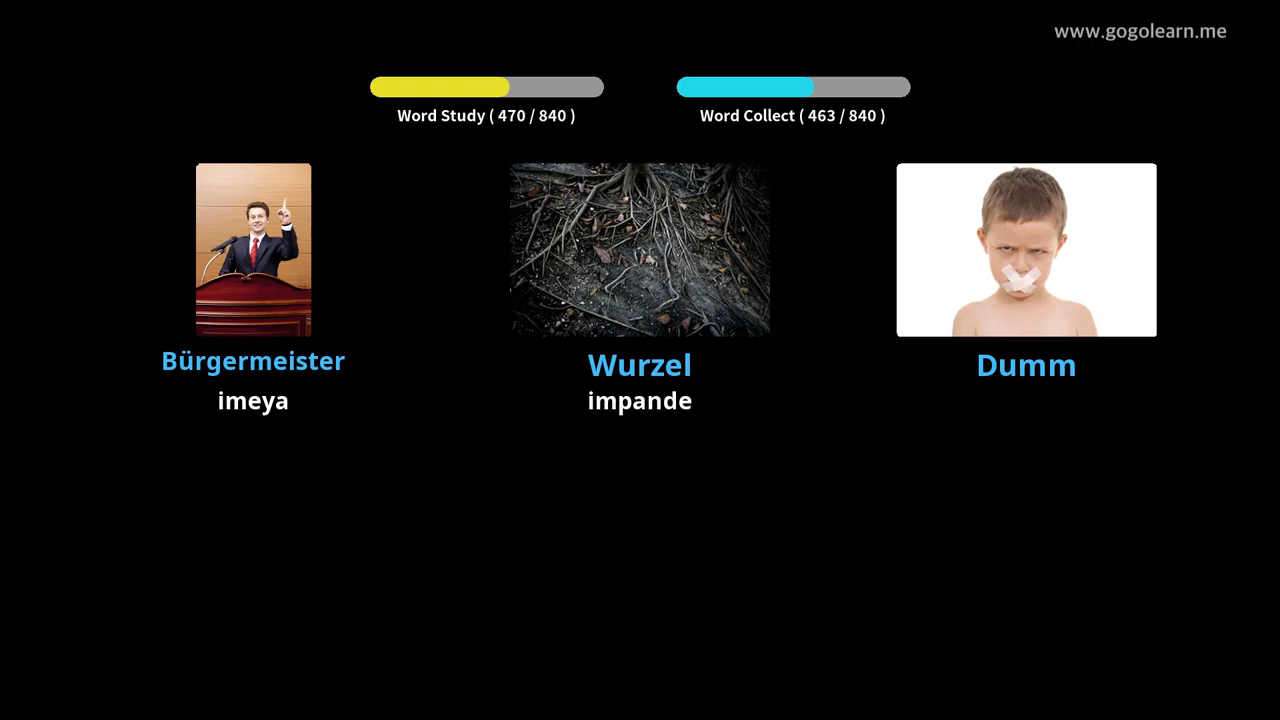 www.gogolearn.me
Word Study ( 470 / 840 )
Word Collect ( 463 / 840 )
Bürgermeister
imeya
Wurzel
impande
Dumm